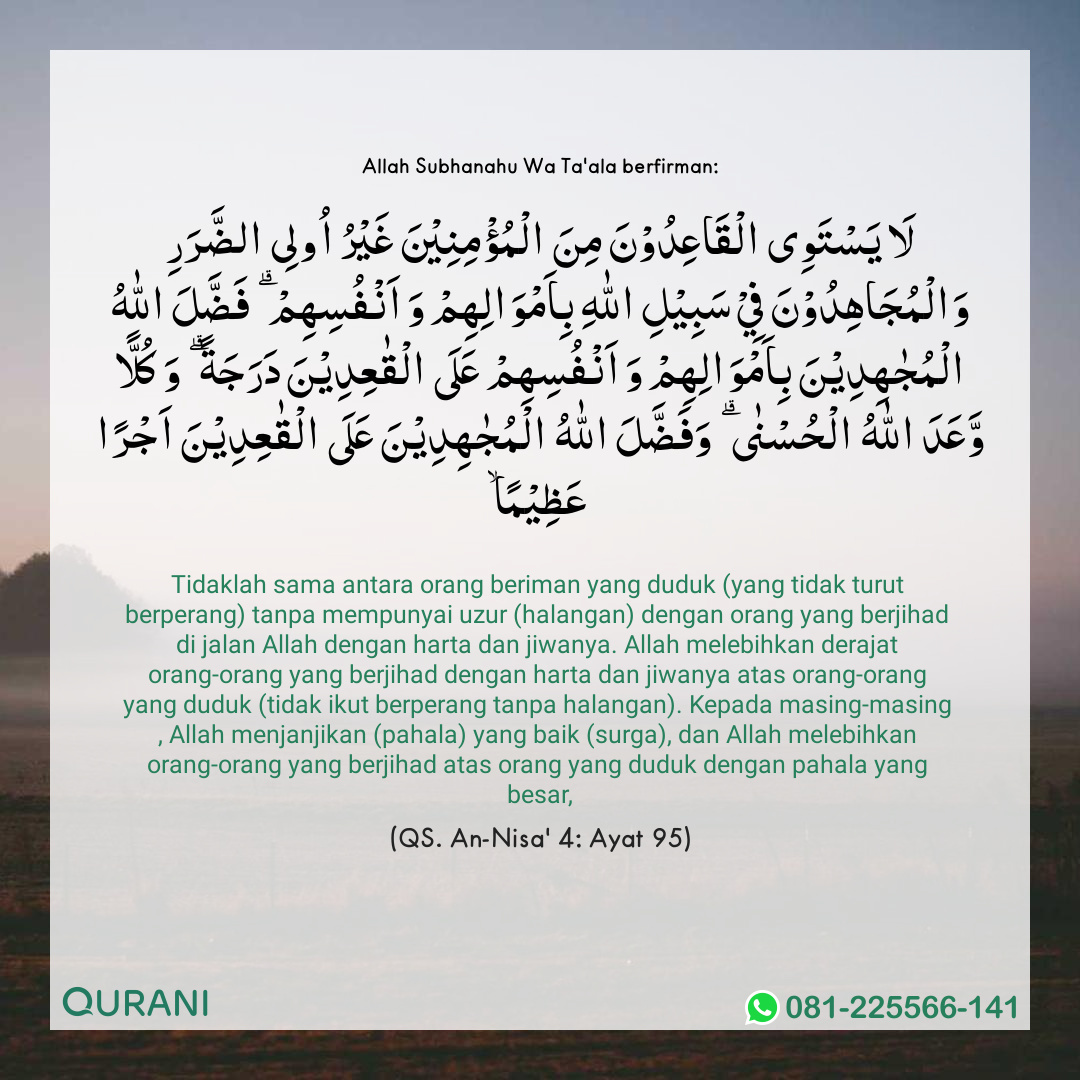 Allah Subhanahu Wa Ta'ala berfirman:
لَا يَسْتَوِى الْقَاعِدُوْنَ مِنَ الْمُؤْمِنِيْنَ غَيْرُ اُولِى الضَّرَرِ
وَالْمُجَاهِدُوْنَ فِيْ سَبِيْلِ اللّٰهِ بِاَمْوَالِهِمْ وَاَنْفُسِهِمْ ۗ فَضَّلَ اللّٰهُ
الْمُجٰهِدِيْنَ بِاَمْوَالِهِمْ وَاَنْفُسِهِمْ عَلَى الْقٰعِدِيْنَ دَرَجَةً ۗ وَكُلًّا
وَّعَدَ اللّٰهُ الْحُسْنٰى ۗ وَفَضَّلَ اللّٰهُ الْمُجٰهِدِيْنَ عَلَى الْقٰعِدِيْنَ اَجْرًا
عَظِيْمًاۙ
Tidaklah sama antara orang beriman yang duduk (yang tidak turut
berperang) tanpa mempunyai uzur (halangan) dengan orang yang berjihad
di jalan Allah dengan harta dan jiwanya. Allah melebihkan derajat
orang-orang yang berjihad dengan harta dan jiwanya atas orang-orang
yang duduk (tidak ikut berperang tanpa halangan). Kepada masing-masing
, Allah menjanjikan (pahala) yang baik (surga), dan Allah melebihkan
orang-orang yang berjihad atas orang yang duduk dengan pahala yang
besar,
(QS. An-Nisa' 4: Ayat 95)
QURANI
081-225566-141